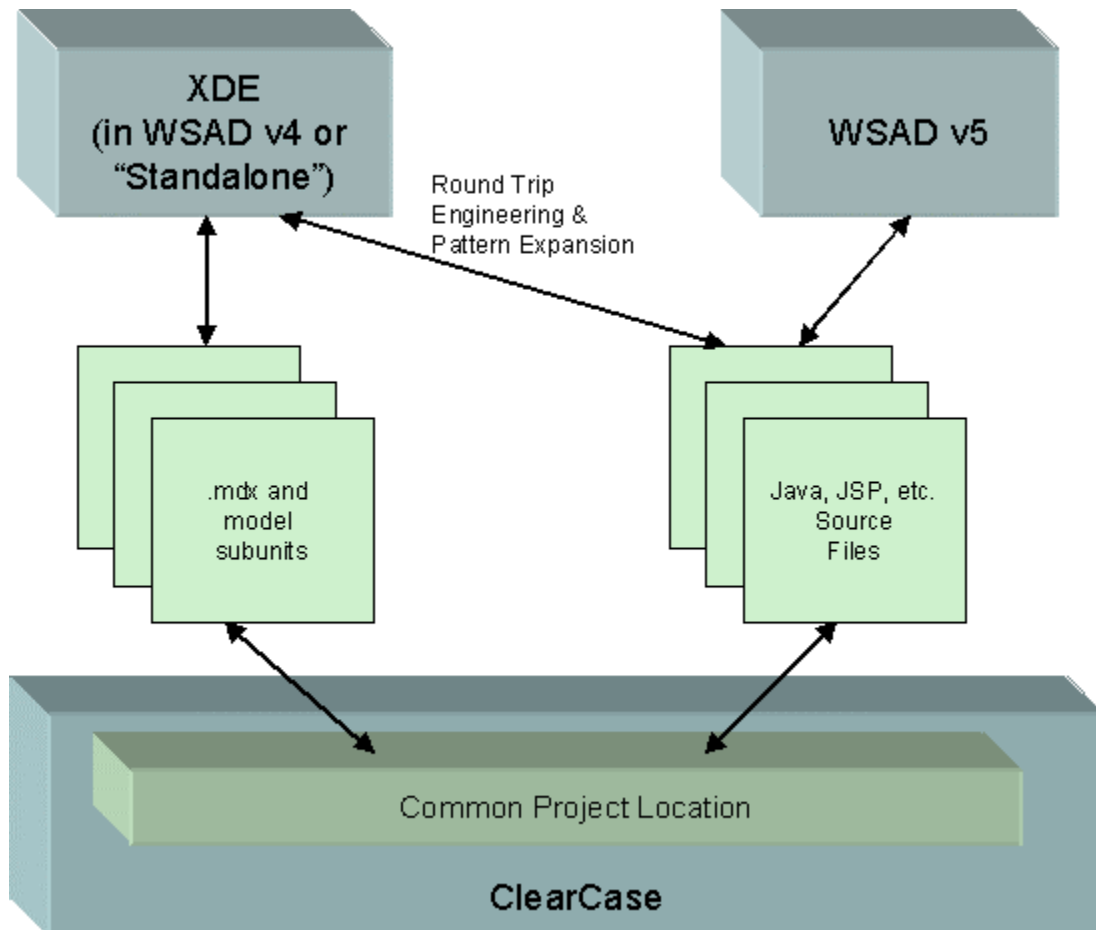 XDE
(in WSAD v4 or
“Standalone”)
WSAD v5
Round Trip
Engineering &
Pattern Expansion
.mdx and
model
subunits
Java, JSP, etc.
Source
Files
Common Project Location
ClearCase